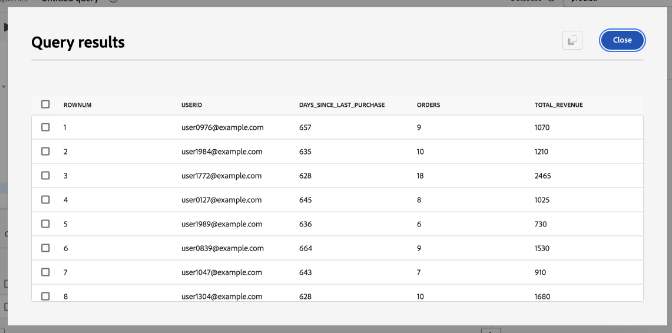 Untitled query
Query results
Close
ROWNUM USERID DAYS_SINCE_LAST_PURCHASE ORDERS TOTAL_REVENUE
1 user0976@example.com 657 9 1070
2 user1984@example.com 635 10 1210
3 user1772@example.com 628 18 2465
4 user0127@example.com 645 8 1025
5 user1989@example.com 636 6 730
6 user0839@example.com 664 9 1530
7 user1047@example.com 643 7 910
8 user1304@example.com 628 10 1680